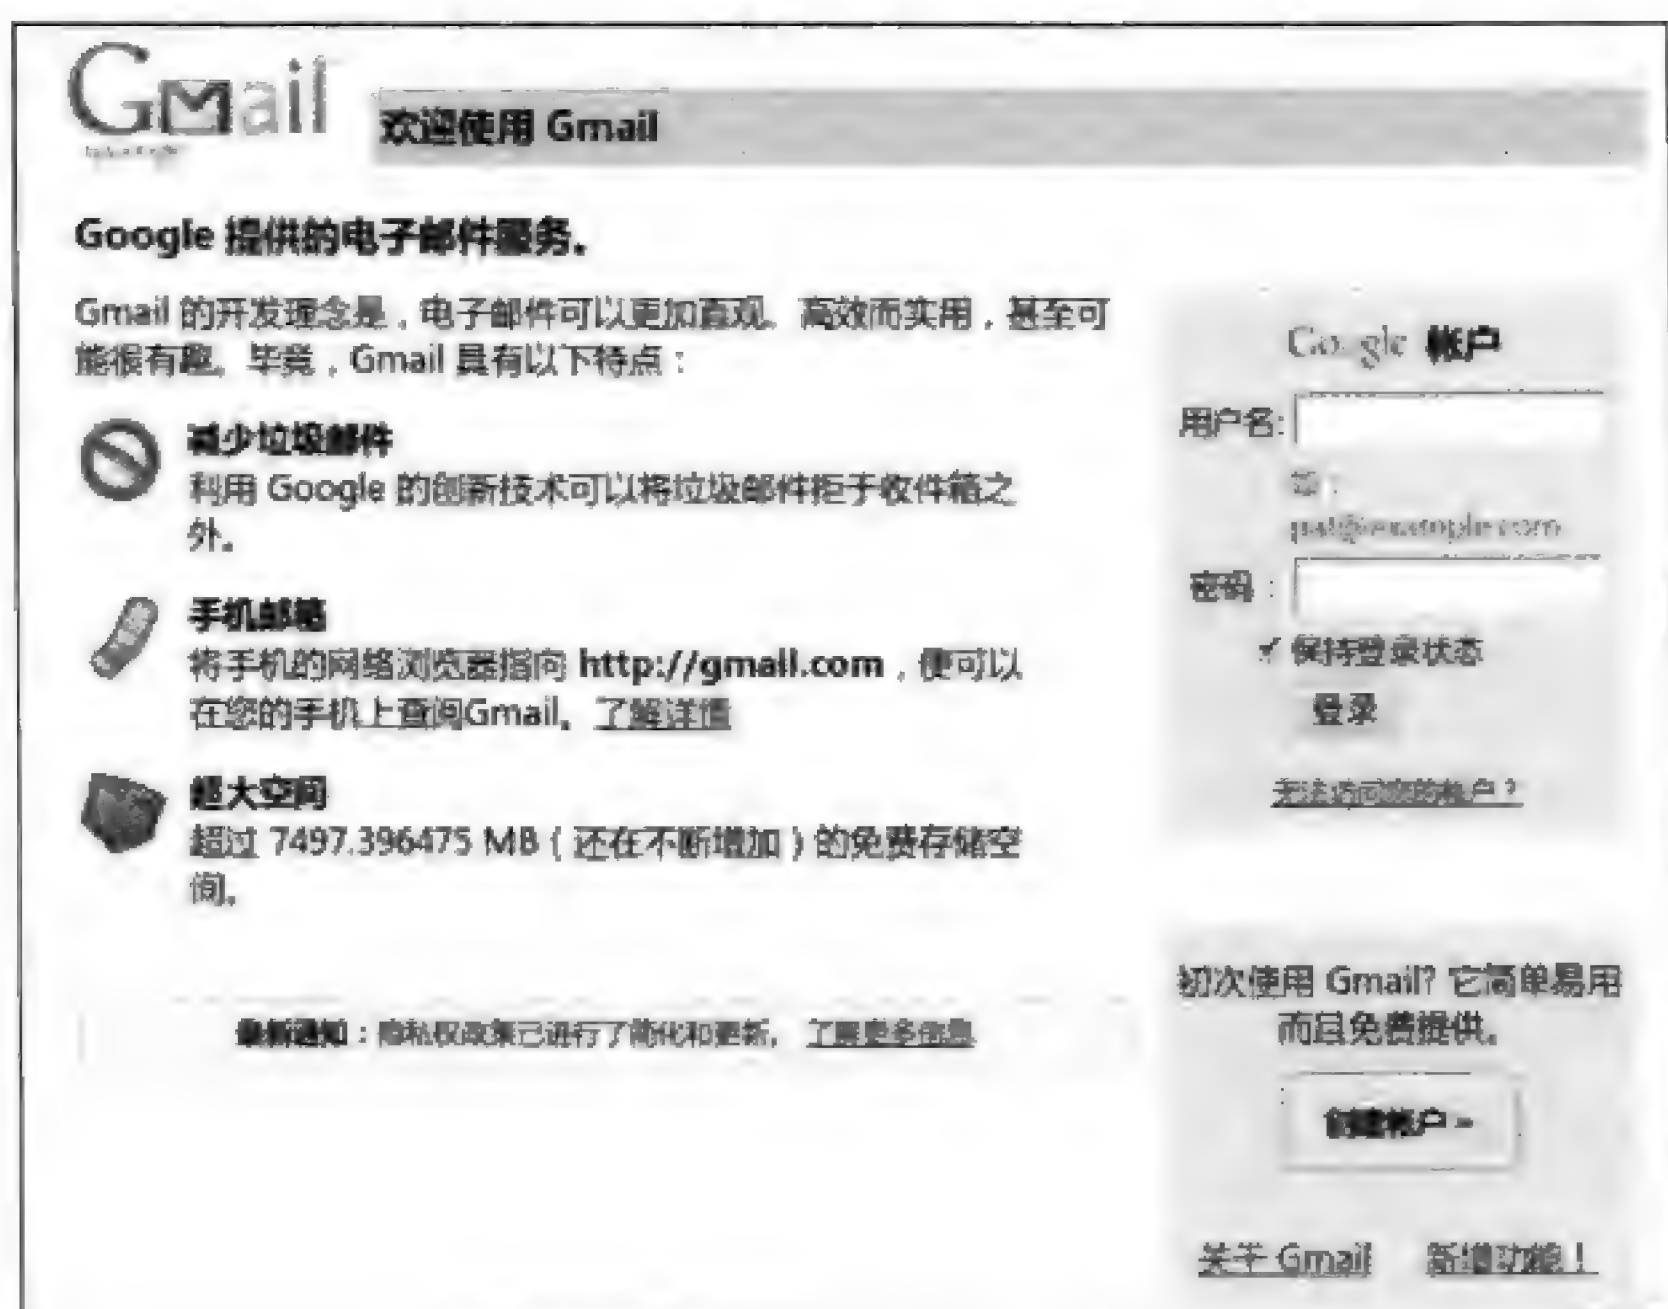 Gmail
欢迎使用 Gmail
Google 提供的电子邮件服务。
Gmail 的开发理念是，电子邮件可以更加直观、高效而实用，甚至可
能很有趣。毕竟，Gmail 具有以下特点：
减少垃圾邮件
利用 Google 的创新技术可以将垃圾邮件拒于收件箱之
外。
手机邮箱
将手机的网络浏览器指向 http://gmail.com，便可以
在您的手机上查阅Gmail。了解详情
超大空间
超过 7497.396475 MB（还在不断增加）的免费存储空
间。
最新通知：隐私权政策已进行了简化和更新。 了解更多信息
Google 帐户
用户名:
pat@example.com
密码：
保持登录状态
登录
无法访问您的帐户？
初次使用 Gmail? 它简单易用
而且免费提供。
创建帐户 »
关于 Gmail 新增功能！